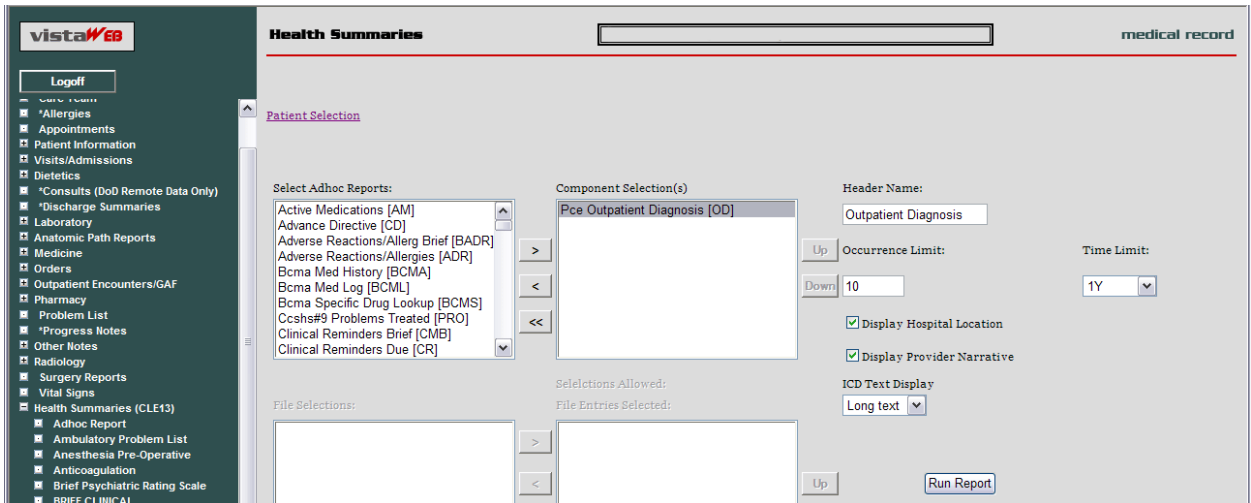 vistaWEB
Health Summaries
medical record
Logoff
Care Team
*Allergies
Appointments
Patient Information
Visits/Admissions
Dietetics
*Consults (DoD Remote Data Only)
*Discharge Summaries
Laboratory
Anatomic Path Reports
Medicine
Orders
Outpatient Encounters/GAF
Pharmacy
Problem List
*Progress Notes
Other Notes
Radiology
Surgery Reports
Vital Signs
Health Summaries (CLE13)
Adhoc Report
Ambulatory Problem List
Anesthesia Pre-Operative
Anticoagulation
Brief Psychiatric Rating Scale
BRIEF CLINICAL
Patient Selection
Select Adhoc Reports:
Active Medications [AM]
Advance Directive [CD]
Adverse Reactions/Allerg Brief [BADR]
Adverse Reactions/Allergies [ADR]
Bcma Med History [BCMA]
Bcma Med Log [BCML]
Bcma Specific Drug Lookup [BCMS]
Ccshs#9 Problems Treated [PRO]
Clinical Reminders Brief [CMB]
Clinical Reminders Due [CR]
>
<
<<
Component Selection(s)
Pce Outpatient Diagnosis [OD]
Up
Down
Header Name:
Outpatient Diagnosis
Occurrence Limit:
10
Time Limit:
1Y
Display Hospital Location
Display Provider Narrative
ICD Text Display
Long text
File Selections:
Selelctions Allowed:
File Entries Selected:
>
<
Up
Run Report